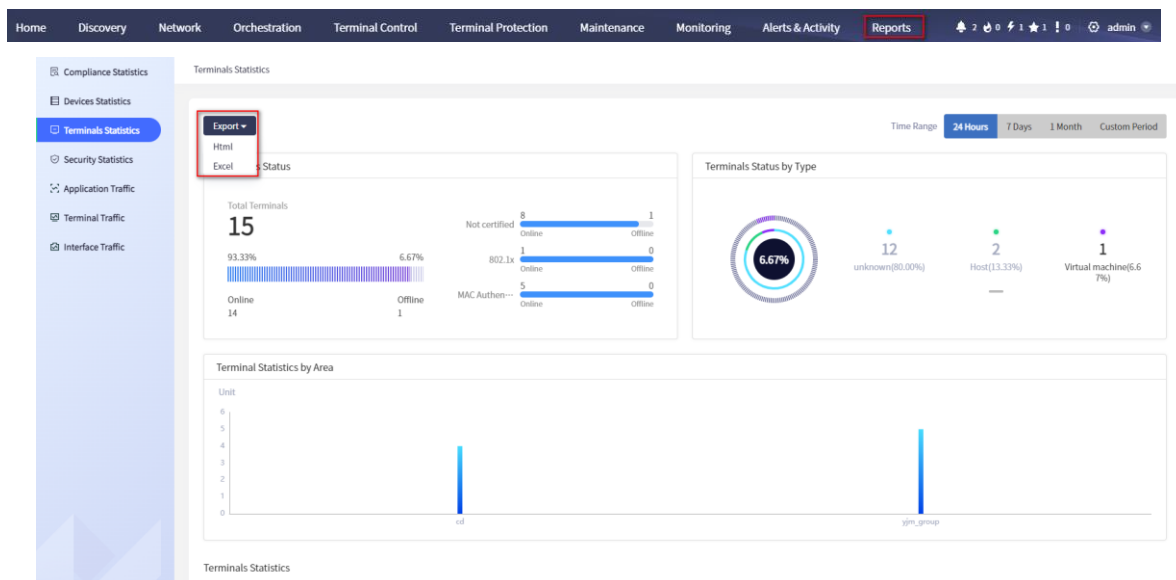 Home Discovery Network Orchestration Terminal Control Terminal Protection Maintenance Monitoring Alerts & Activity Reports 2 0 1 1 0 admin
Compliance Statistics
Devices Statistics
Terminals Statistics
Security Statistics
Application Traffic
Terminal Traffic
Interface Traffic
Terminals Statistics
Export
Html
Excel
Time Range 24 Hours 7 Days 1 Month Custom Period
s Status
Total Terminals
15
93.33% 6.67%
Online Offline
14 1
Not certified 8 1
Online Offline
802.1x 1 0
Online Offline
MAC Authen··· 5 0
Online Offline
Terminals Status by Type
6.67%
12
unknown(80.00%)
2
Host(13.33%)
1
Virtual machine(6.6
7%)
Terminal Statistics by Area
Unit
6
5
4
3
2
1
0
cd yjm_group
Terminals Statistics